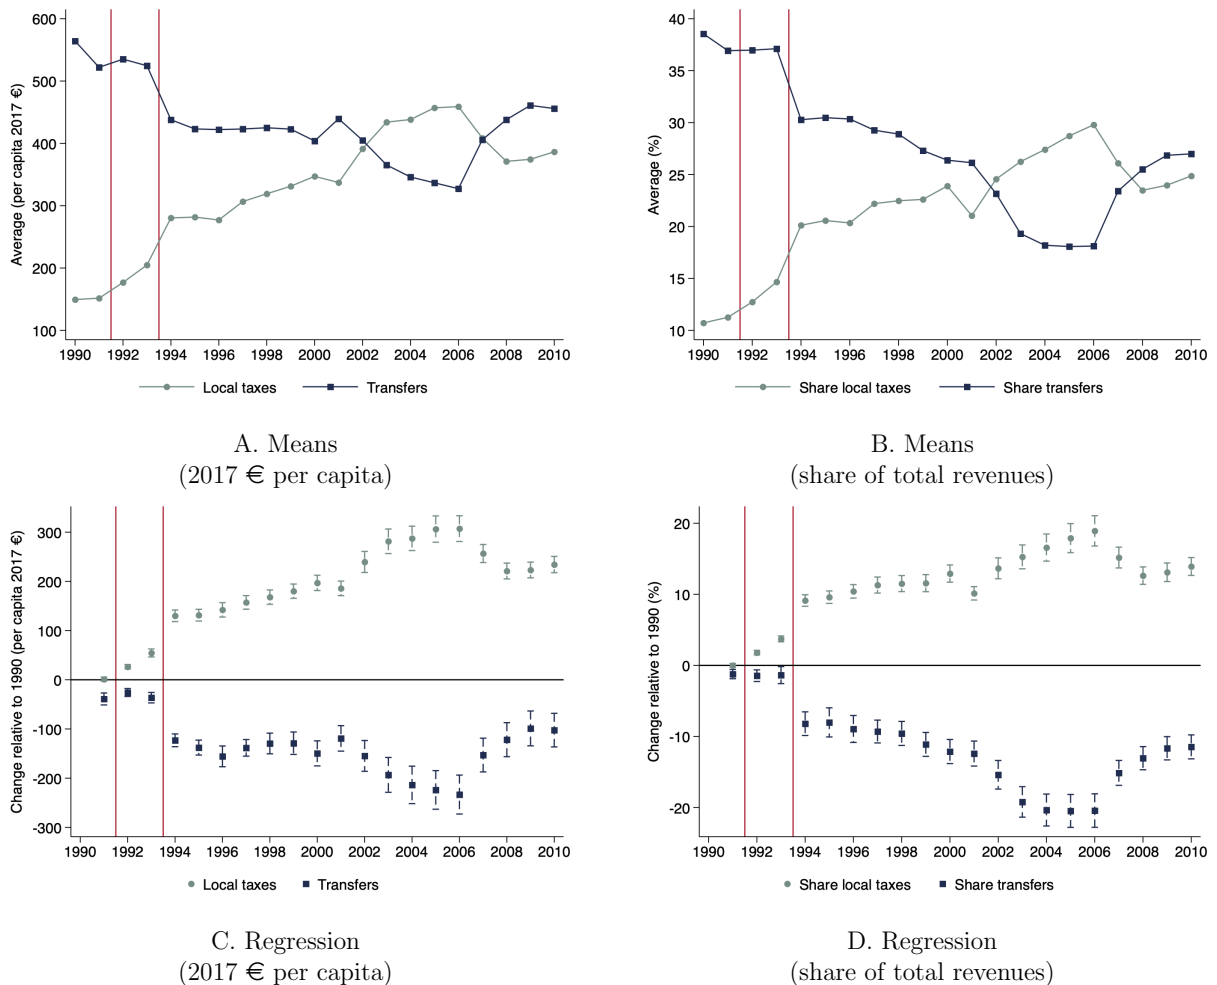 600
500
400
300
200
100
Average (per capita 2017 €)
1990 1992 1994 1996 1998 2000 2002 2004 2006 2008 2010
Local taxes Transfers
A. Means
(2017 € per capita)
40
35
30
25
20
15
10
Average (%)
1990 1992 1994 1996 1998 2000 2002 2004 2006 2008 2010
Share local taxes Share transfers
B. Means
(share of total revenues)
300
200
100
0
-100
-200
-300
Change relative to 1990 (per capita 2017 €)
1990 1992 1994 1996 1998 2000 2002 2004 2006 2008 2010
Local taxes Transfers
C. Regression
(2017 € per capita)
20
10
0
-10
-20
Change relative to 1990 (%)
1990 1992 1994 1996 1998 2000 2002 2004 2006 2008 2010
Share local taxes Share transfers
D. Regression
(share of total revenues)